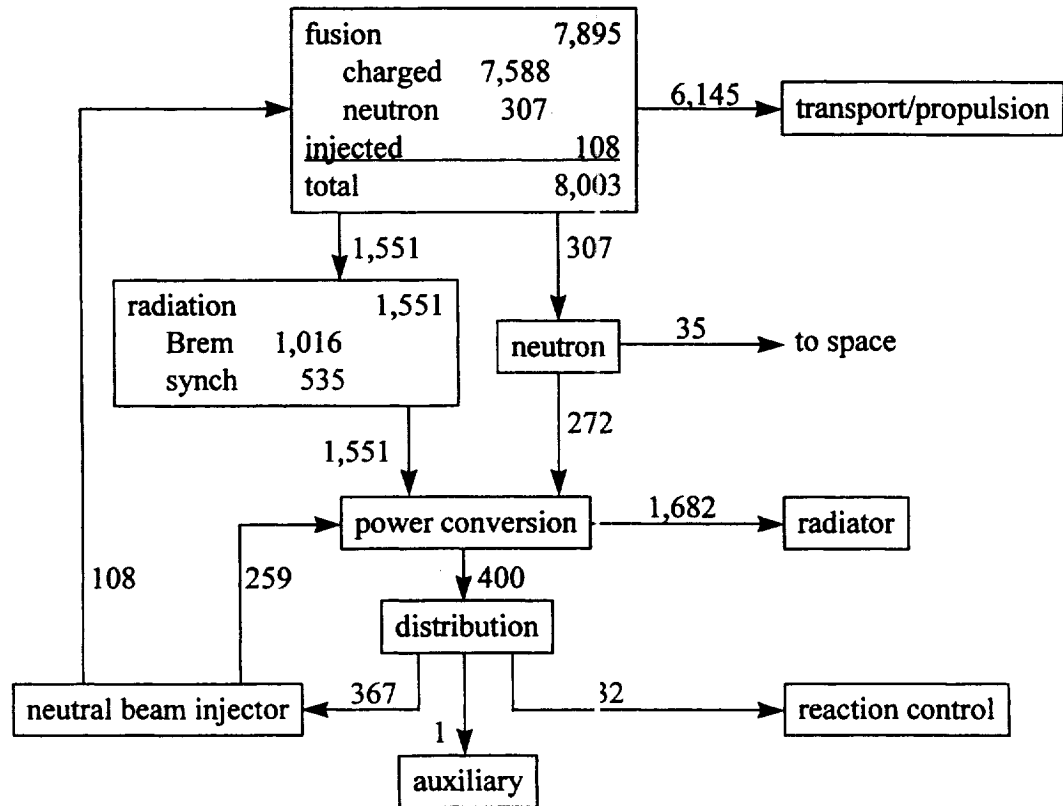 fusion 7,895
charged 7,588
neutron 307
injected 108
total 8,003
6,145
transport/propulsion
1,551
307
radiation 1,551
Brem 1,016
synch 535
neutron
35
to space
1,551
272
power conversion
1,682
radiator
108
259
400
distribution
neutral beam injector
367
32
reaction control
1
auxiliary